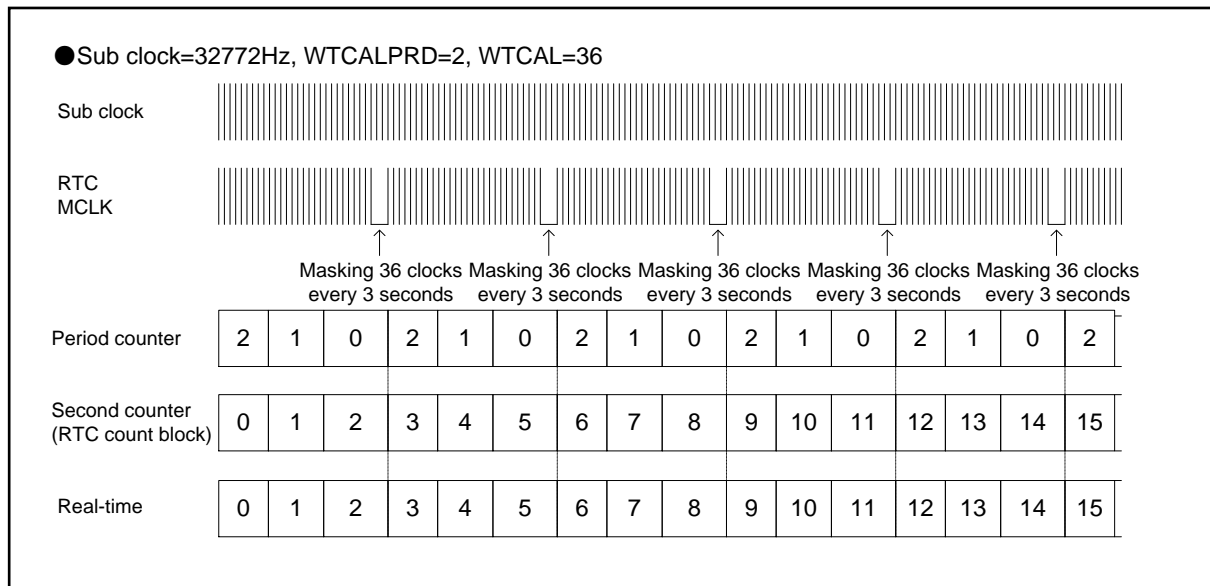 ●Sub clock=32772Hz, WTCALPRD=2, WTCAL=36
Sub clock
RTC
MCLK
Masking 36 clocks Masking 36 clocks Masking 36 clocks Masking 36 clocks Masking 36 clocks
every 3 seconds every 3 seconds every 3 seconds every 3 seconds every 3 seconds
Period counter 2 1 0 2 1 0 2 1 0 2 1 0 2 1 0 2
Second counter
(RTC count block) 0 1 2 3 4 5 6 7 8 9 10 11 12 13 14 15
Real-time 0 1 2 3 4 5 6 7 8 9 10 11 12 13 14 15